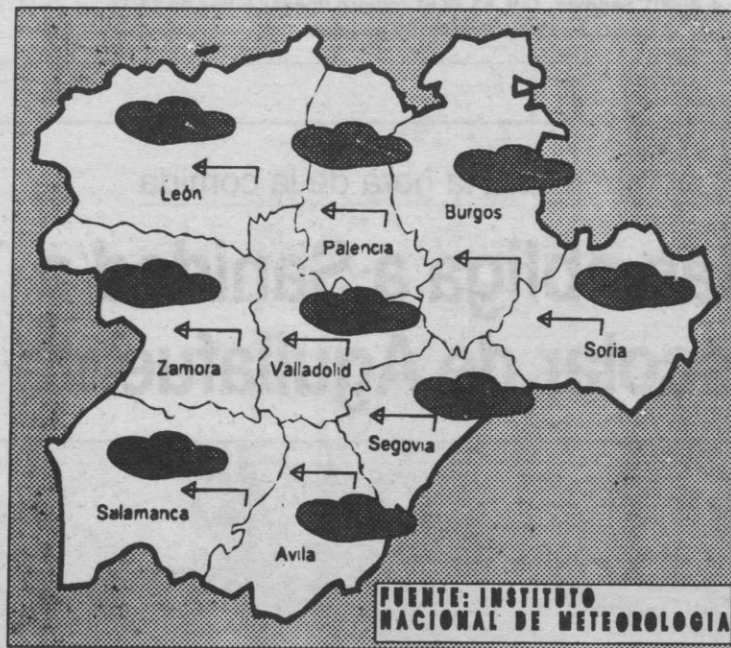 León
Palencia
Burgos
Zamora
Valladolid
Soria
Segovia
Salamanca
Avila
FUENTE: INSTITUTO
NACIONAL DE METEOROLOGIA